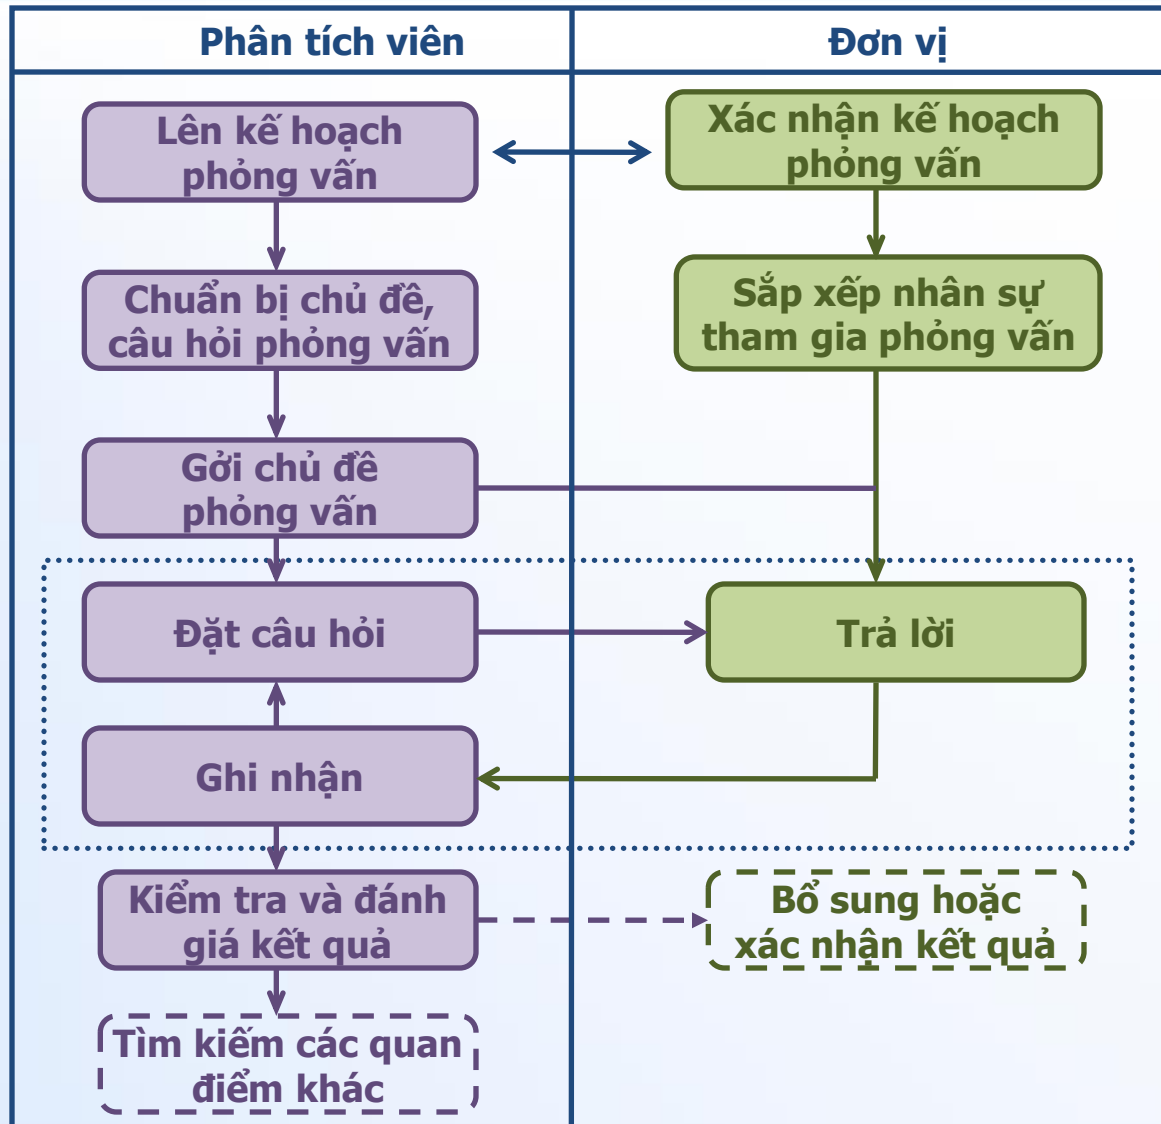 Phân tích viên
Đơn vị
Lên kế hoạch
phỏng vấn
Xác nhận kế hoạch
phỏng vấn
Chuẩn bị chủ đề,
câu hỏi phỏng vấn
Sắp xếp nhân sự
tham gia phỏng vấn
Gởi chủ đề
phỏng vấn
Đặt câu hỏi
Trả lời
Ghi nhận
Kiểm tra và đánh
giá kết quả
Bổ sung hoặc
xác nhận kết quả
Tìm kiếm các quan
điểm khác